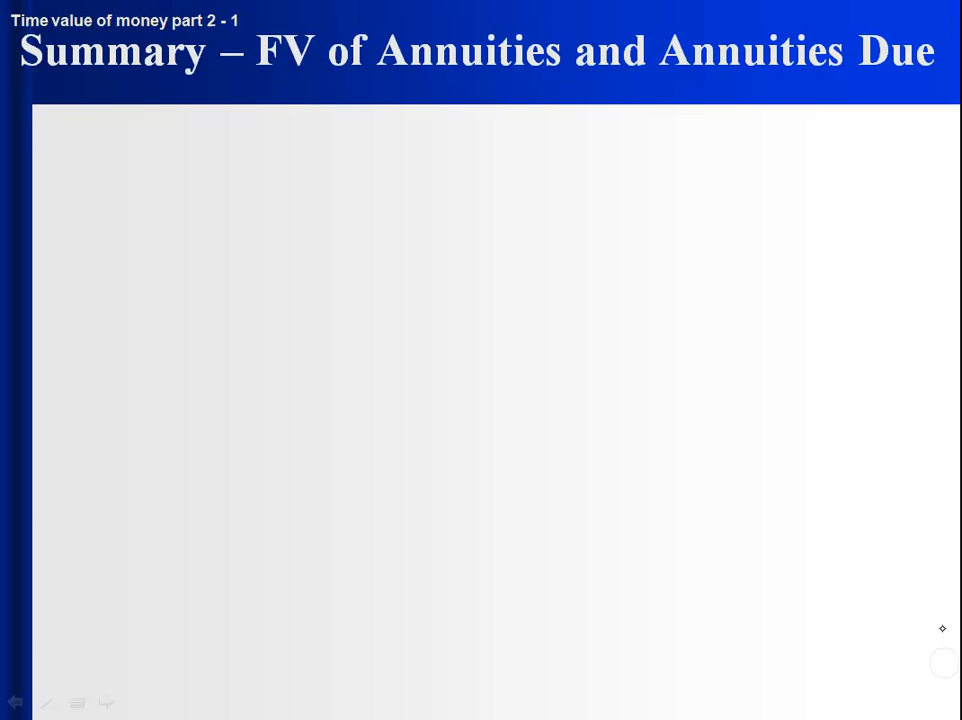 Time value of money part 2 - 1
Summary – FV of Annuities and Annuities Due